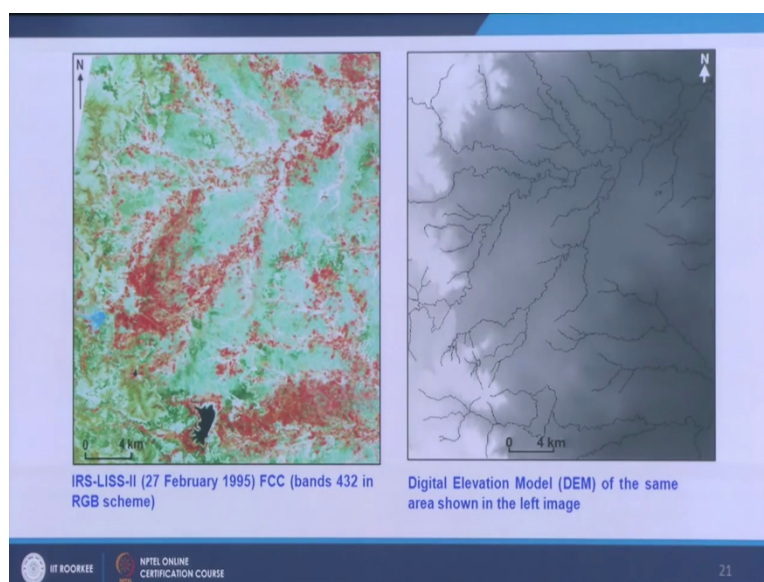 N
N
0 4 km
0 4 km
IRS-LISS-II (27 February 1995) FCC (bands 432 in
RGB scheme)
Digital Elevation Model (DEM) of the same
area shown in the left image
IIT ROORKEE
NPTEL ONLINE
CERTIFICATION COURSE
21